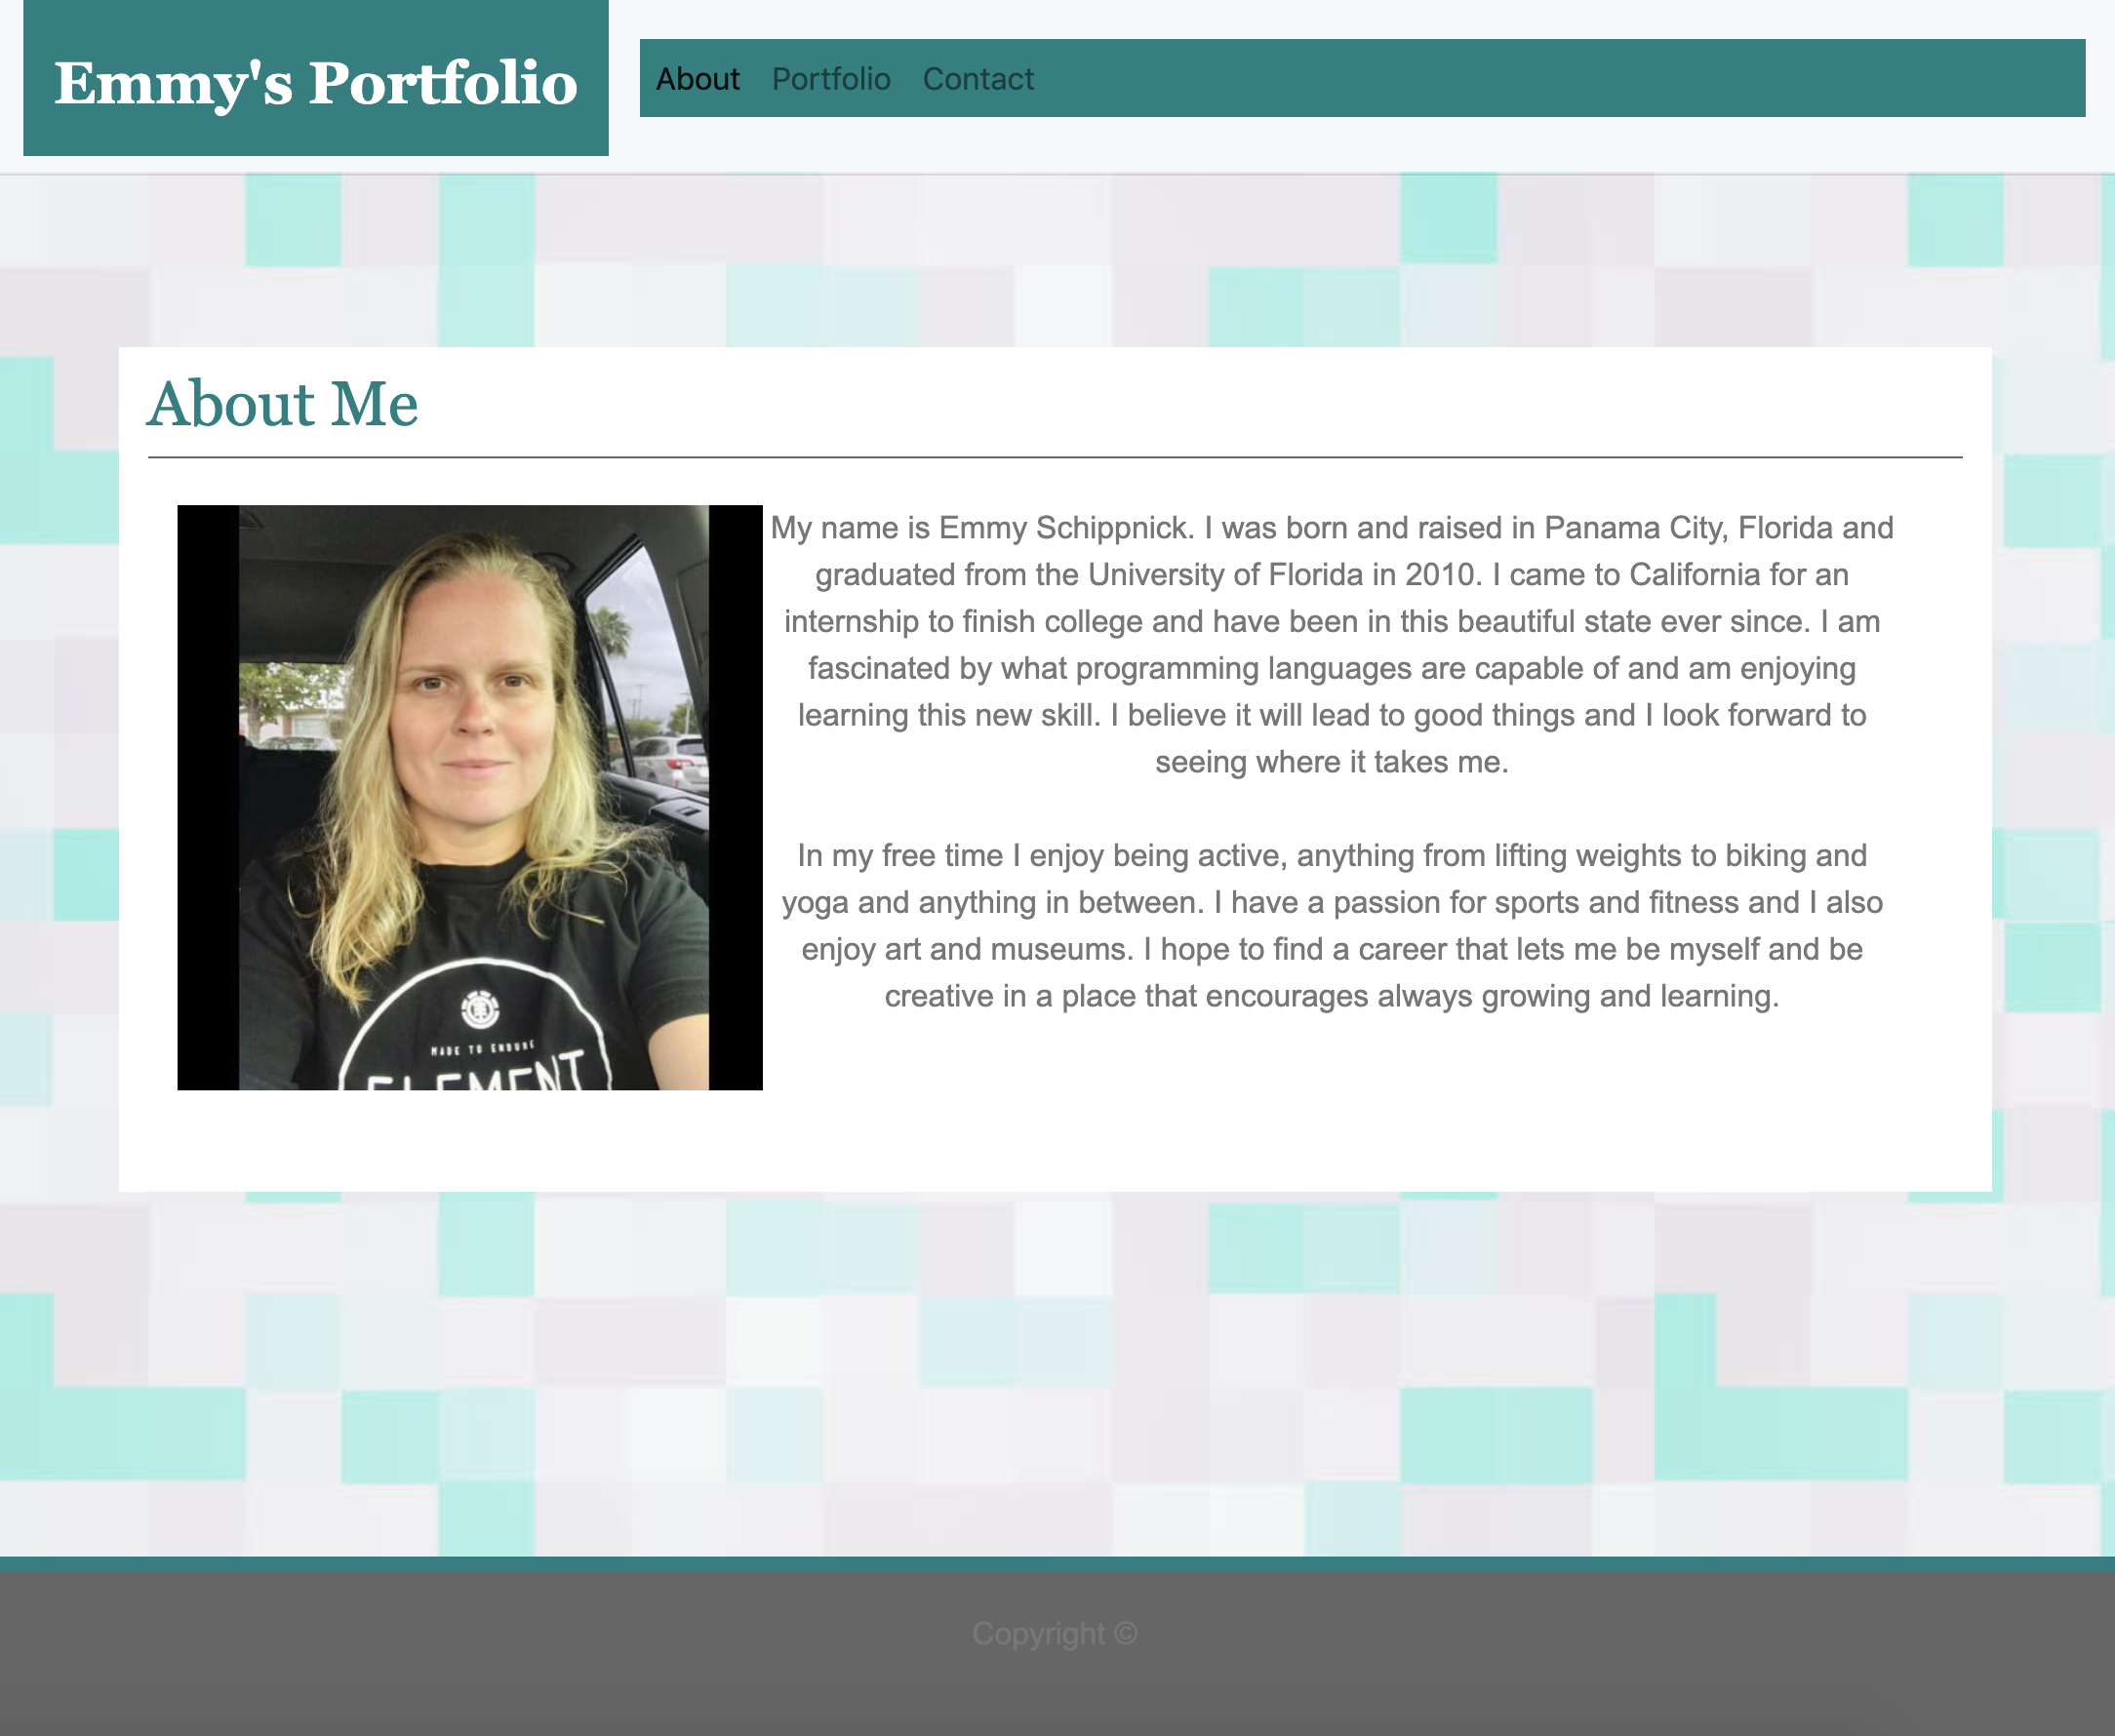 Emmy's Portfolio
About Portfolio Contact
About Me
My name is Emmy Schippnick. I was born and raised in Panama City, Florida and
graduated from the University of Florida in 2010. I came to California for an
internship to finish college and have been in this beautiful state ever since. I am
fascinated by what programming languages are capable of and am enjoying
learning this new skill. I believe it will lead to good things and I look forward to
seeing where it takes me.
In my free time I enjoy being active, anything from lifting weights to biking and
yoga and anything in between. I have a passion for sports and fitness and I also
enjoy art and museums. I hope to find a career that lets me be myself and be
creative in a place that encourages always growing and learning.
MADE TO ENDURE
ELEMENT
Copyright ©